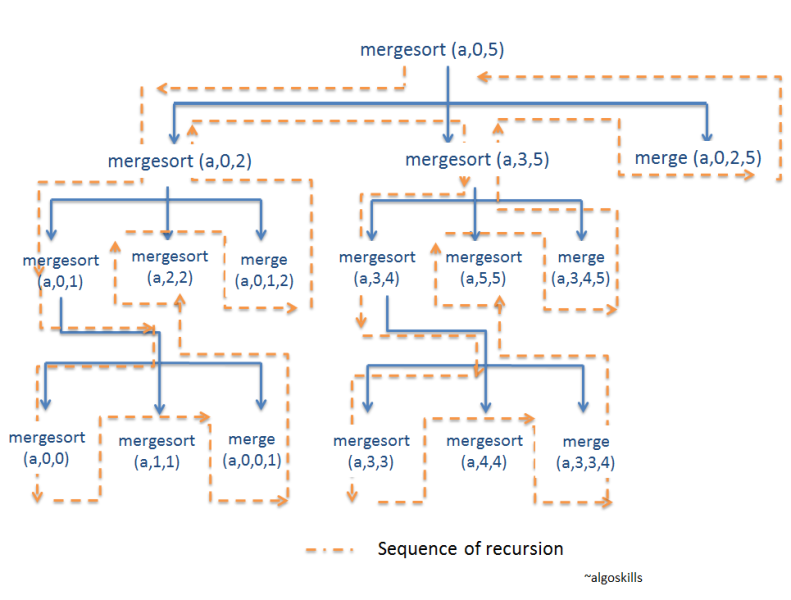 mergesort (a,0,5)
mergesort (a,0,2)
mergesort (a,3,5)
merge (a,0,2,5)
mergesort
(a,0,1)
mergesort
(a,2,2)
merge
(a,0,1,2)
mergesort
(a,3,4)
mergesort
(a,5,5)
merge
(a,3,4,5)
mergesort
(a,0,0)
mergesort
(a,1,1)
merge
(a,0,0,1)
mergesort
(a,3,3)
mergesort
(a,4,4)
merge
(a,3,3,4)
Sequence of recursion
~algoskills